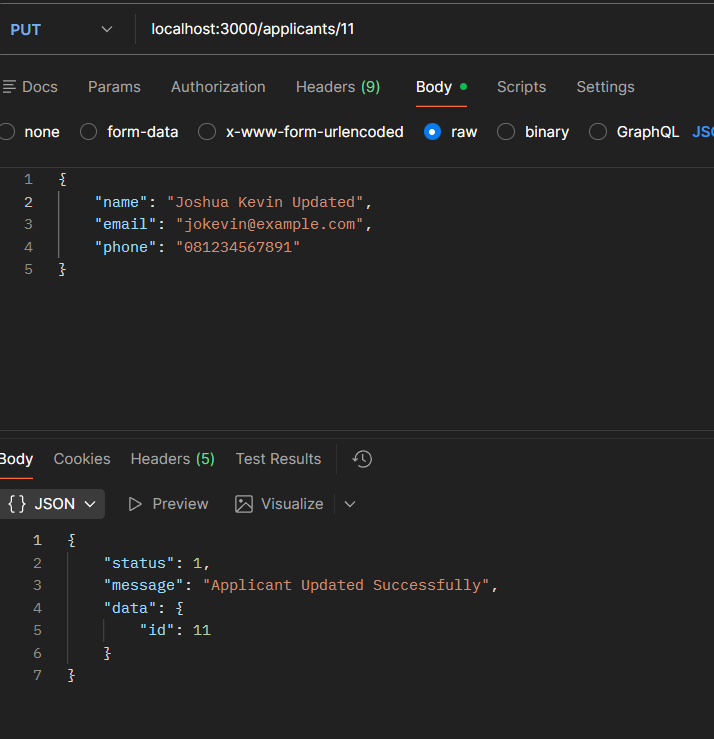 PUT localhost:3000/applicants/11
Docs Params Authorization Headers (9) Body Scripts Settings
none form-data x-www-form-urlencoded raw binary GraphQL JSO
1 {
2 "name": "Joshua Kevin Updated",
3 "email": "jokevin@example.com",
4 "phone": "081234567891"
5 }
Body Cookies Headers (5) Test Results
{} JSON Preview Visualize
1 {
2 "status": 1,
3 "message": "Applicant Updated Successfully",
4 "data": {
5 "id": 11
6 }
7 }